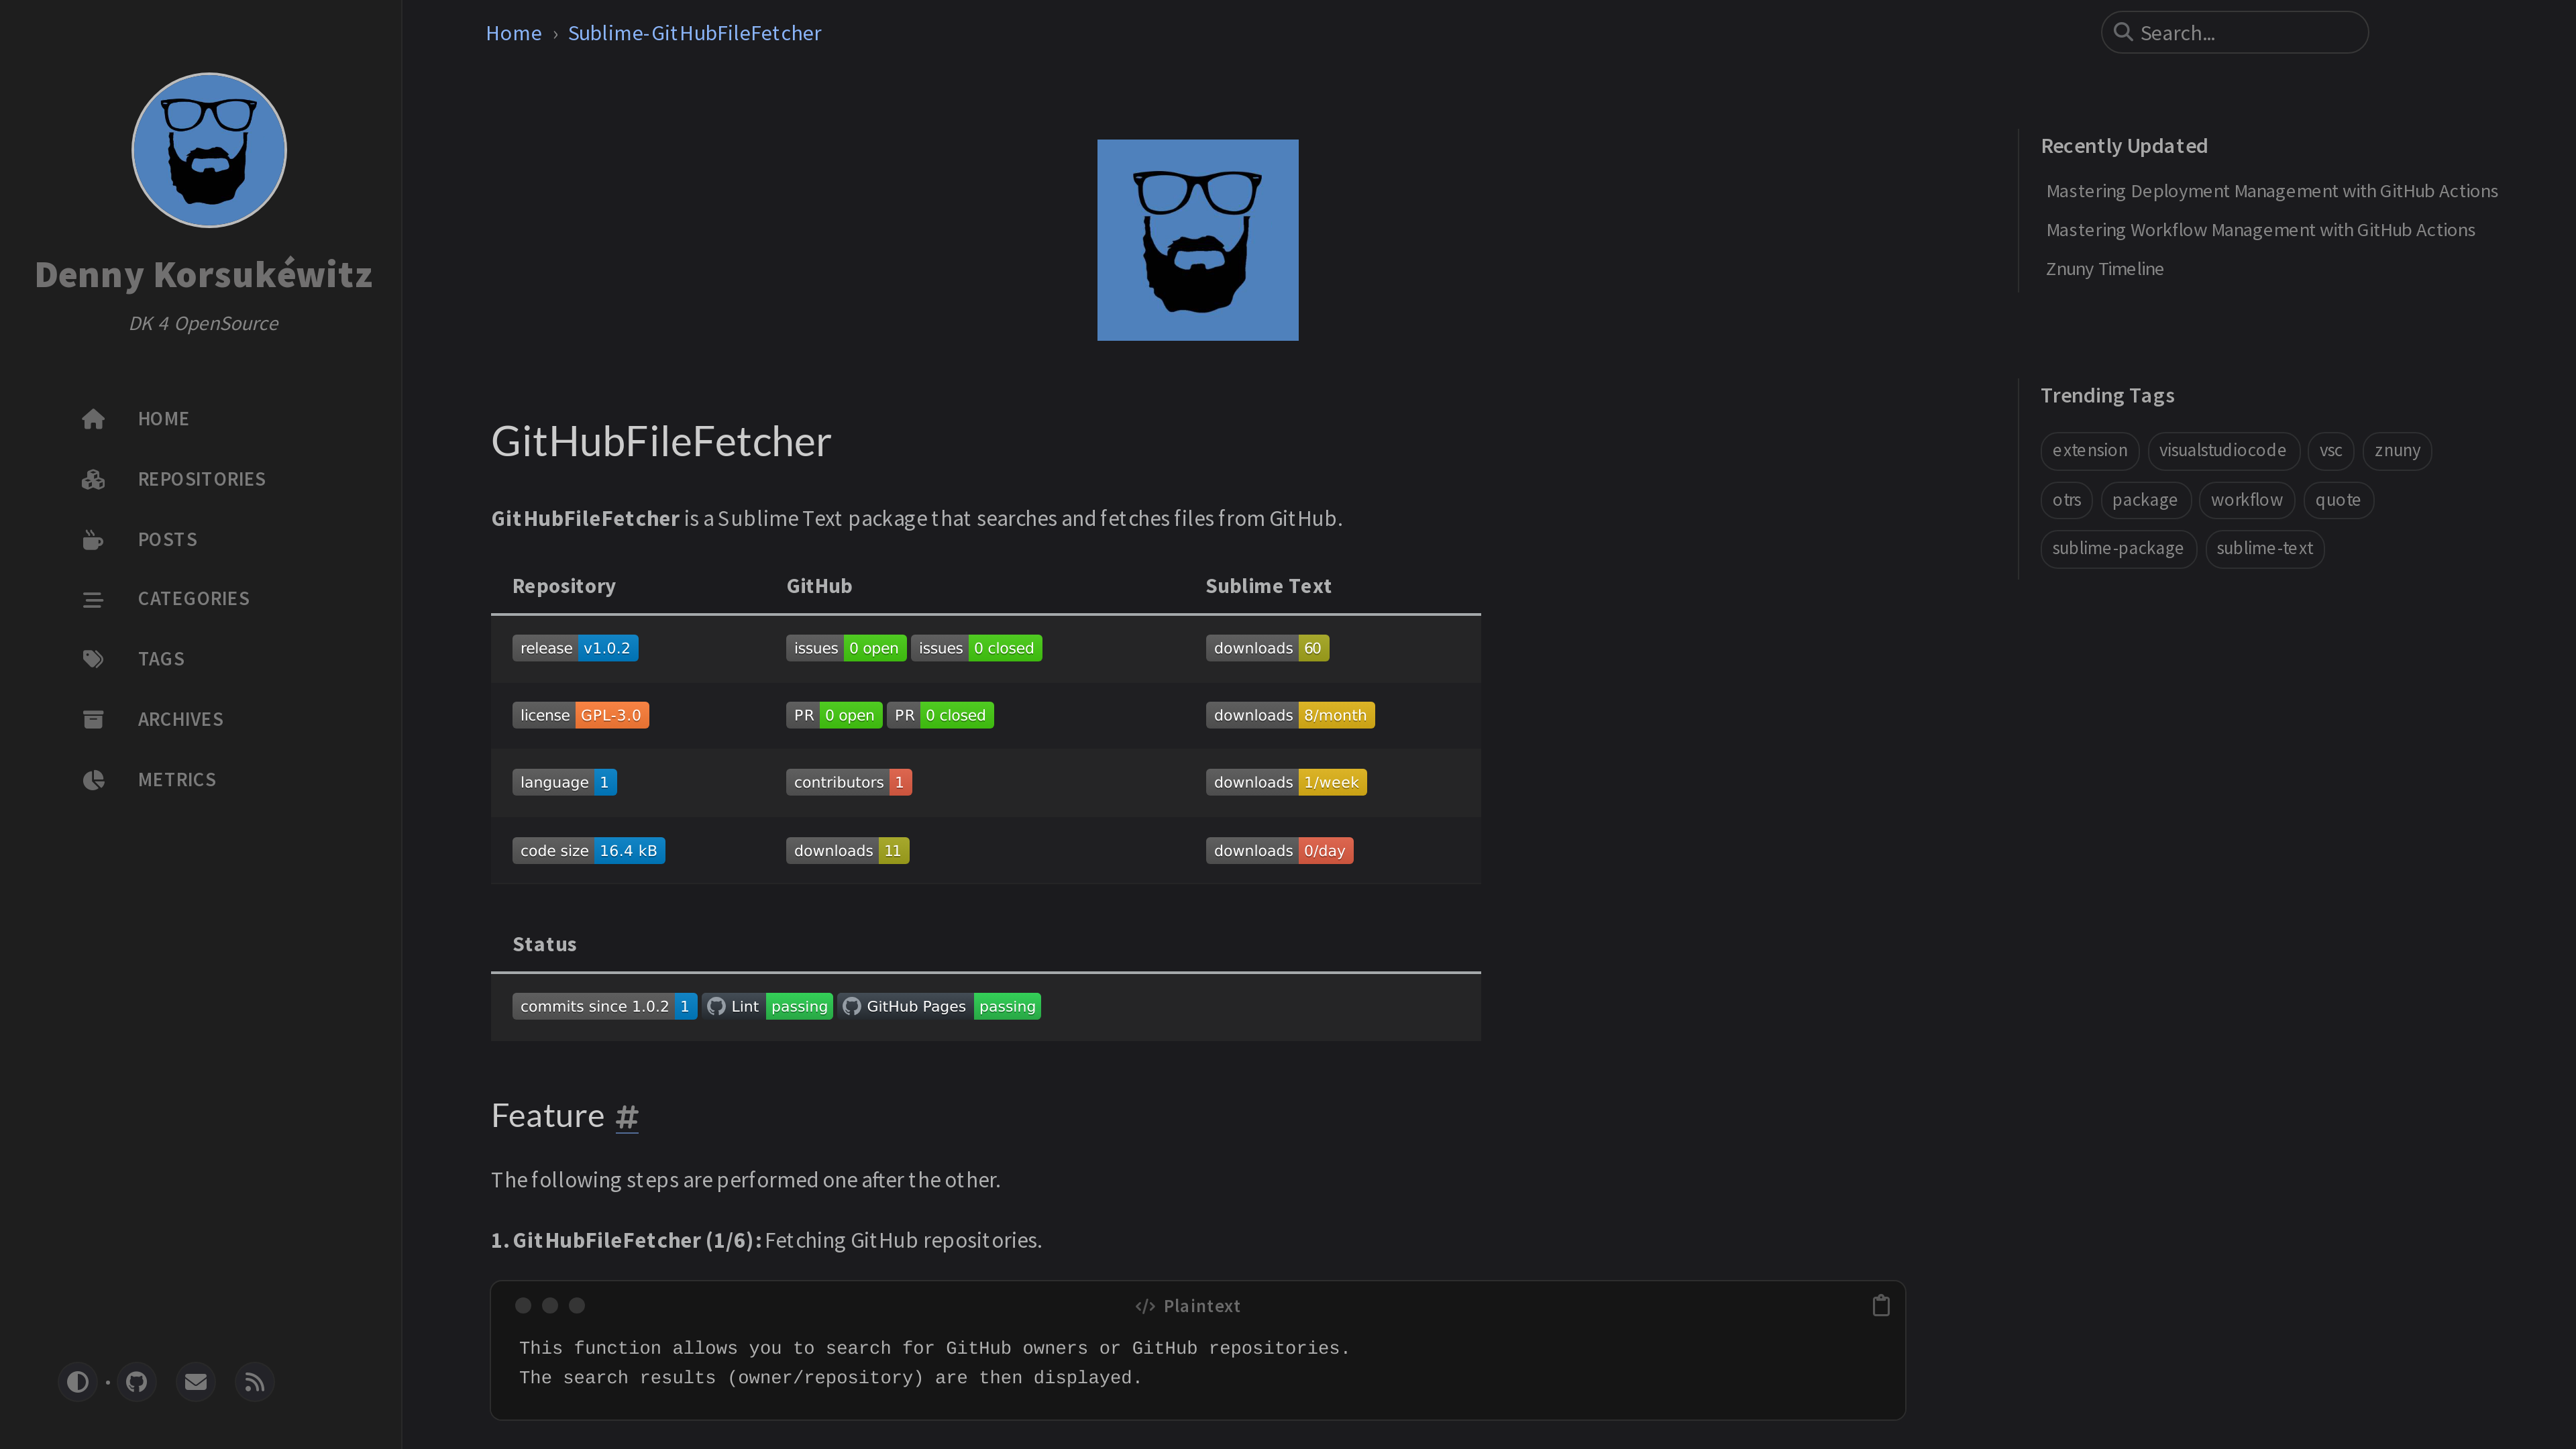 Home › Sublime-GitHubFileFetcher
Search...
Denny Korsukéwitz
DK 4 OpenSource
HOME
REPOSITORIES
POSTS
CATEGORIES
TAGS
ARCHIVES
METRICS
GitHubFileFetcher
GitHubFileFetcher is a Sublime Text package that searches and fetches files from GitHub.
Repository GitHub Sublime Text
release v1.0.2 issues 0 open issues 0 closed downloads 60
license GPL-3.0 PR 0 open PR 0 closed downloads 8/month
language 1 contributors 1 downloads 1/week
code size 16.4 kB downloads 11 downloads 0/day
Status
commits since 1.0.2 1 Lint passing GitHub Pages passing
Feature #
The following steps are performed one after the other.
1. GitHubFileFetcher (1/6): Fetching GitHub repositories.
Plaintext
This function allows you to search for GitHub owners or GitHub repositories.
The search results (owner/repository) are then displayed.
Recently Updated
Mastering Deployment Management with GitHub Actions
Mastering Workflow Management with GitHub Actions
Znuny Timeline
Trending Tags
extension visualstudiocode vsc znuny
otrs package workflow quote
sublime-package sublime-text